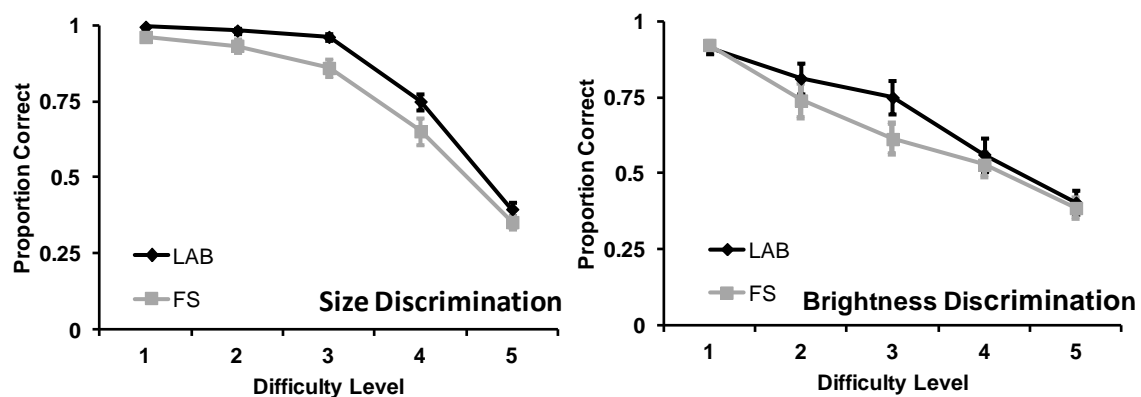 1
0.75
0.5
0.25
0
Proportion Correct
LAB
FS
Size Discrimination
1 2 3 4 5
Difficulty Level
1
0.75
0.5
0.25
0
Proportion Correct
LAB
FS
Brightness Discrimination
1 2 3 4 5
Difficulty Level